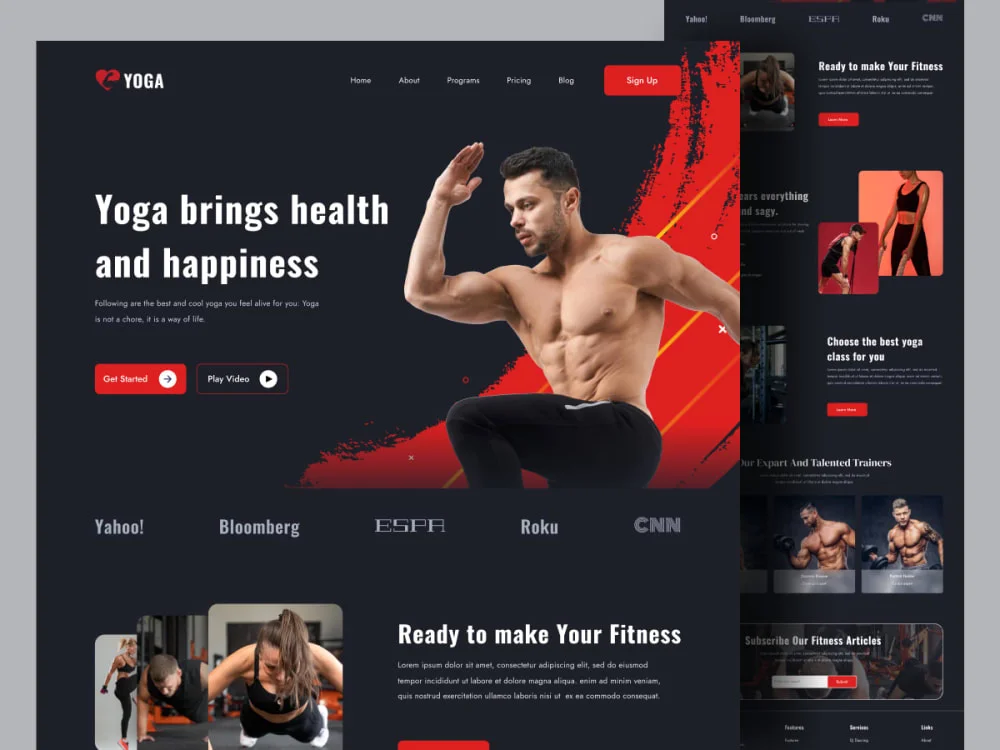 YOGA
Home About Programs Pricing Blog Sign Up
Yoga brings health
and happiness
Following are the best and cool yoga you feel alive for you: Yoga
is not a chore, it is a way of life.
Get Started
Play Video
Yahoo! Bloomberg ESPN Roku CNN
Ready to make Your Fitness
Lorem ipsum dolor sit amet, consectetur adipiscing elit, sed do eiusmod
tempor incididunt ut labore et dolore magna aliqua. enim ad minim veniam,
quis nostrud exercitation ullamco laboris nisi ut ex ea commodo consequat.
Yahoo! Bloomberg ESPN Roku CNN
Ready to make Your Fitness
Learn More
everything
nd sagy.
Choose the best yoga
class for you
Learn More
Our Expart And Talented Trainers
Subscribe Our Fitness Articles
Submit
Features Services Links
About